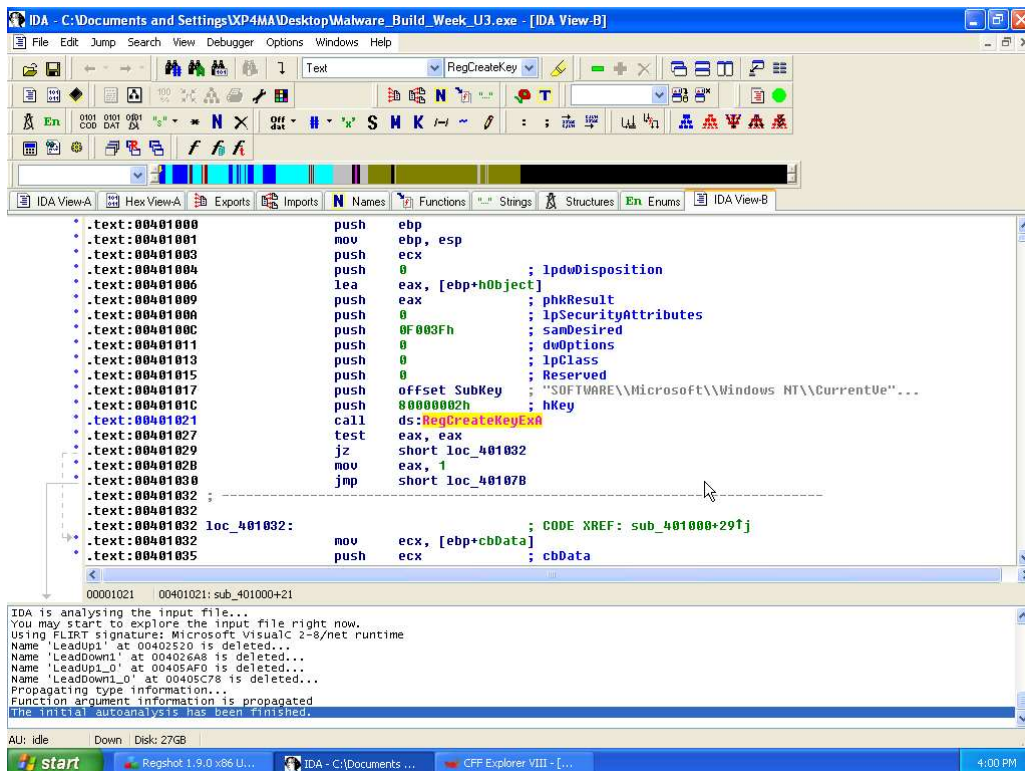 IDA - C:\Documents and Settings\XP4MA\Desktop\Malware_Build_Week_U3.exe - [IDA View-B]
File Edit Jump Search View Debugger Options Windows Help
Text RegCreateKey
En N X S M K N T
IDA View-A Hex View-A Exports Imports N Names Functions Strings Structures En Enums IDA View-B
.text:00401000 push ebp
.text:00401001 mov ebp, esp
.text:00401003 push ecx
.text:00401004 push 0 ; lpdwDisposition
.text:00401006 lea eax, [ebp+hObject]
.text:00401009 push eax ; phkResult
.text:0040100A push 0 ; lpSecurityAttributes
.text:0040100C push 0F003Fh ; samDesired
.text:00401011 push 0 ; dwOptions
.text:00401013 push 0 ; lpClass
.text:00401015 push 0 ; Reserved
.text:00401017 push offset SubKey ; "SOFTWARE\\Microsoft\\Windows NT\\CurrentVe"...
.text:0040101C push 80000002h ; hKey
.text:00401021 call ds:RegCreateKeyExA
.text:00401027 test eax, eax
.text:00401029 jz short loc_401032
.text:0040102B mov eax, 1
.text:00401030 jmp short loc_40107B
.text:00401032 ; ---------------------------------------------------------------------------
.text:00401032
.text:00401032 loc_401032: ; CODE XREF: sub_401000+29↑j
.text:00401032 mov ecx, [ebp+cbData]
.text:00401035 push ecx ; cbData
00001021 00401021: sub_401000+21
IDA is analysing the input file...
You may start to explore the input file right now.
Using FLIRT signature: Microsoft VisualC 2-8/net runtime
Name 'LeadUp1' at 00402520 is deleted...
Name 'LeadDown1' at 004026A8 is deleted...
Name 'LeadUp1_0' at 00405AF0 is deleted...
Name 'LeadDown1_0' at 00405C78 is deleted...
Propagating type information...
Function argument information is propagated
The initial autoanalysis has been finished.
AU: idle Down Disk: 27GB
start Regshot 1.9.0 x86 U... IDA - C:\Documents ... CFF Explorer VIII - [... 4:00 PM